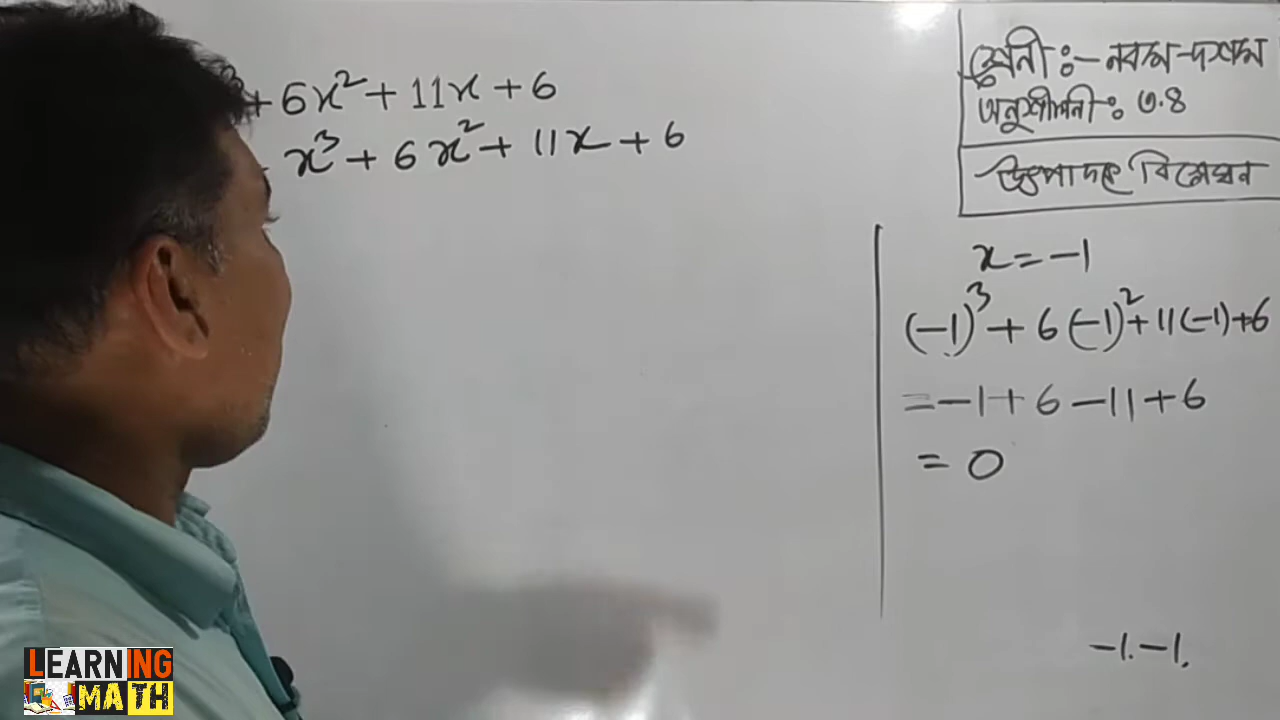 + 6x² + 11x + 6
x³ + 6x² + 11x + 6
শ্রেনী ঃ- নবম-দশম
অনুশীলনী ঃ ৩.৪
উৎপাদকে বিশ্লেষন
x = -1
(-1)³ + 6(-1)² + 11(-1) + 6
= -1 + 6 - 11 + 6
= 0
-1. -1.
LEARNING
MATH